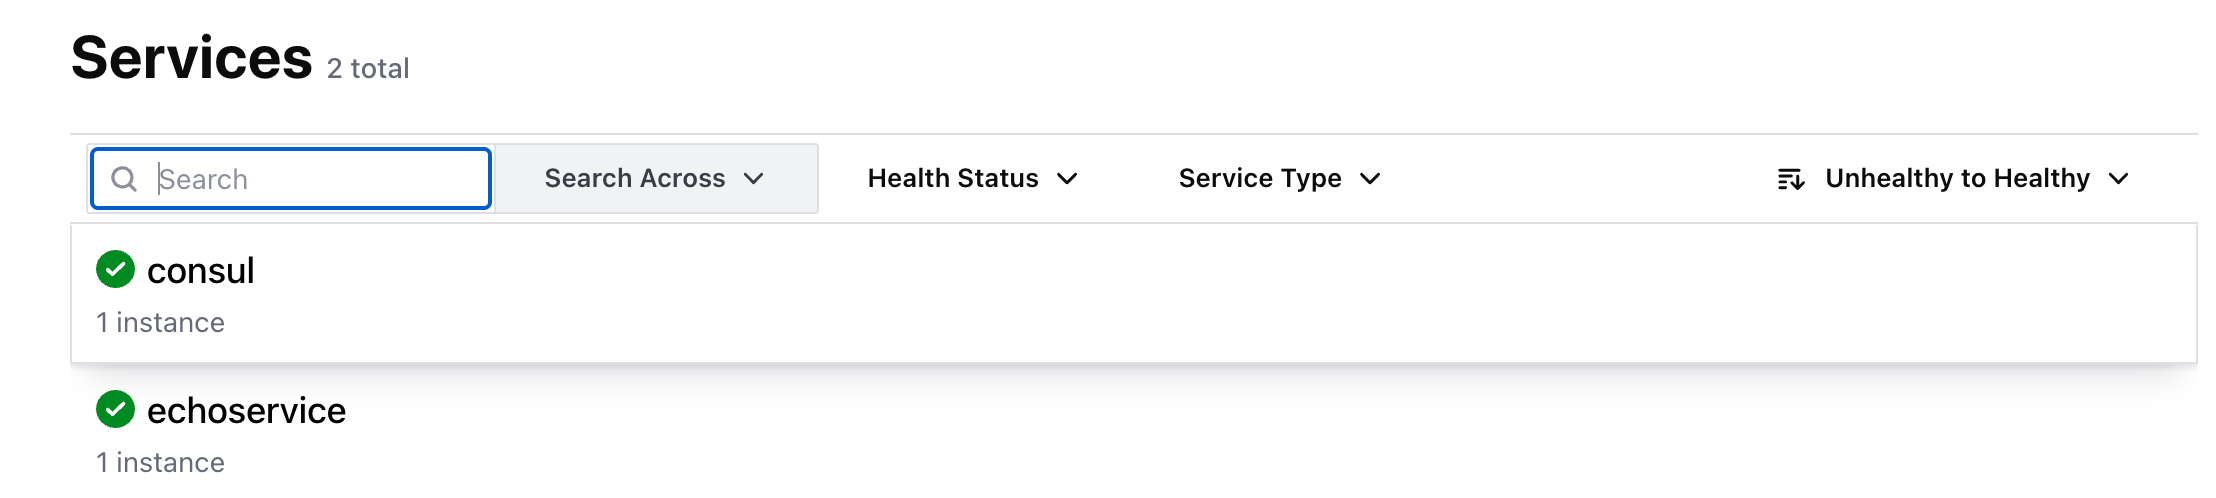 Services 2 total
Search Search Across Health Status Service Type Unhealthy to Healthy
consul
1 instance
echoservice
1 instance